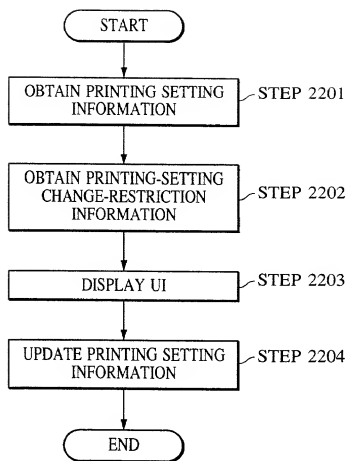 START
OBTAIN PRINTING SETTING
INFORMATION
STEP 2201
OBTAIN PRINTING-SETTING
CHANGE-RESTRICTION
INFORMATION
STEP 2202
DISPLAY UI
STEP 2203
UPDATE PRINTING SETTING
INFORMATION
STEP 2204
END